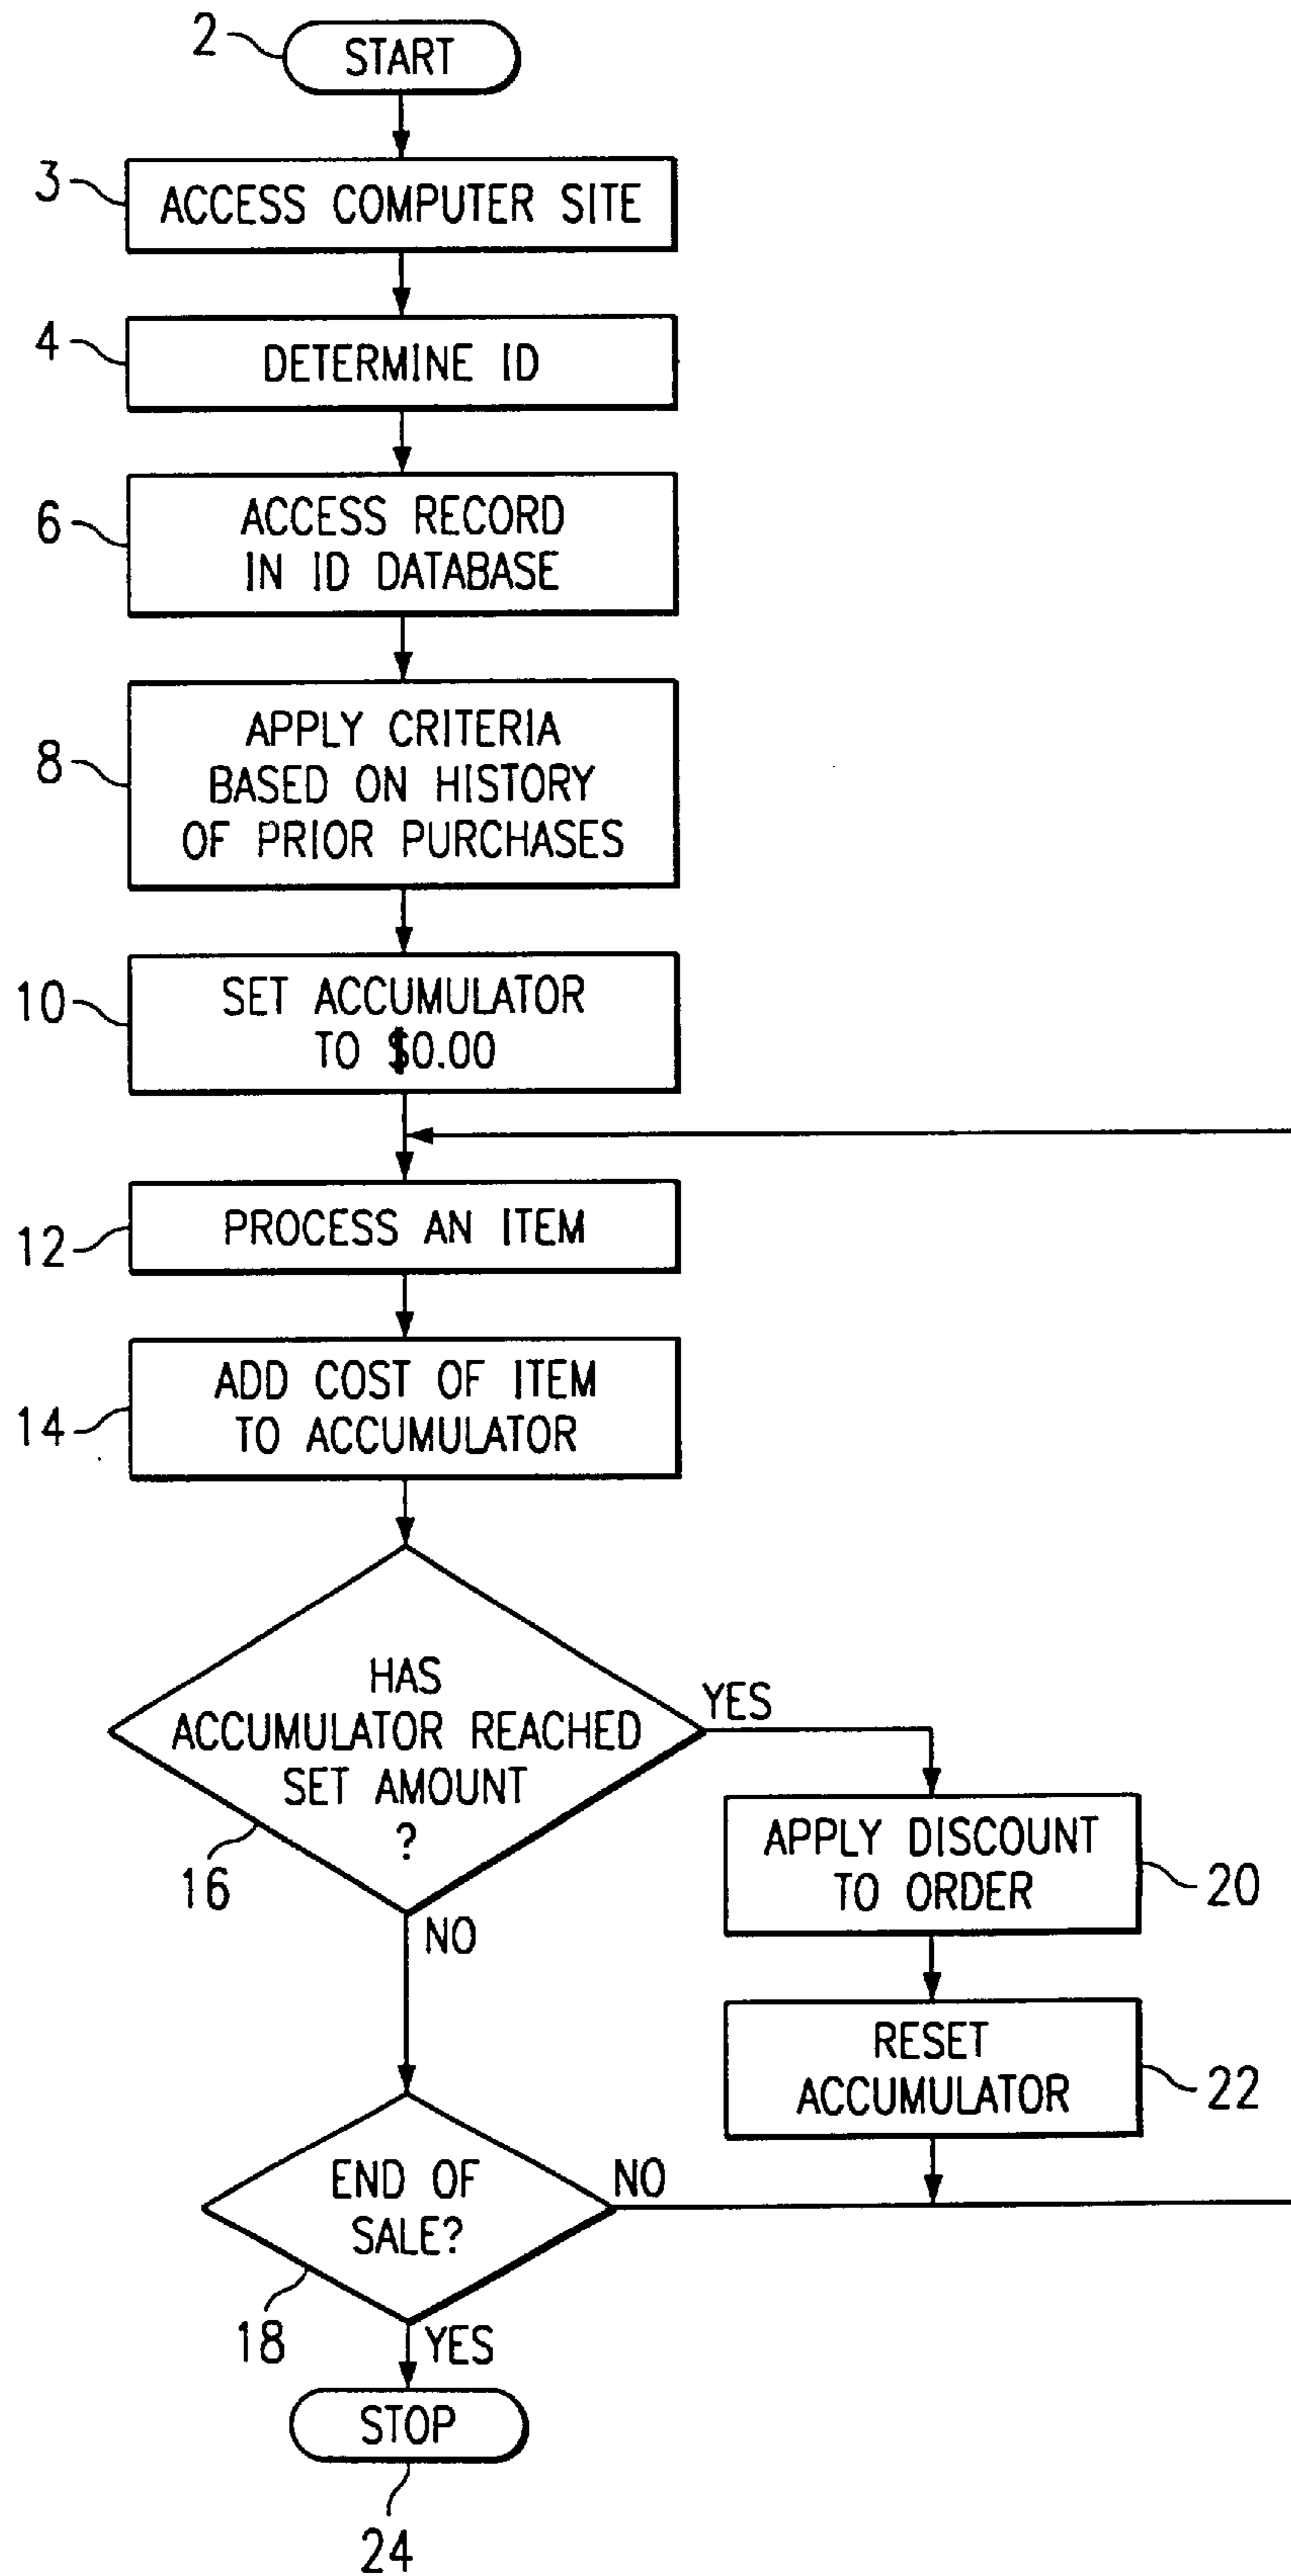 2
START
3
ACCESS COMPUTER SITE
4
DETERMINE ID
6
ACCESS RECORD
IN ID DATABASE
8
APPLY CRITERIA
BASED ON HISTORY
OF PRIOR PURCHASES
10
SET ACCUMULATOR
TO $0.00
12
PROCESS AN ITEM
14
ADD COST OF ITEM
TO ACCUMULATOR
HAS
ACCUMULATOR REACHED
SET AMOUNT
?
16
YES
NO
APPLY DISCOUNT
TO ORDER
20
RESET
ACCUMULATOR
22
END OF
SALE?
18
NO
YES
STOP
24